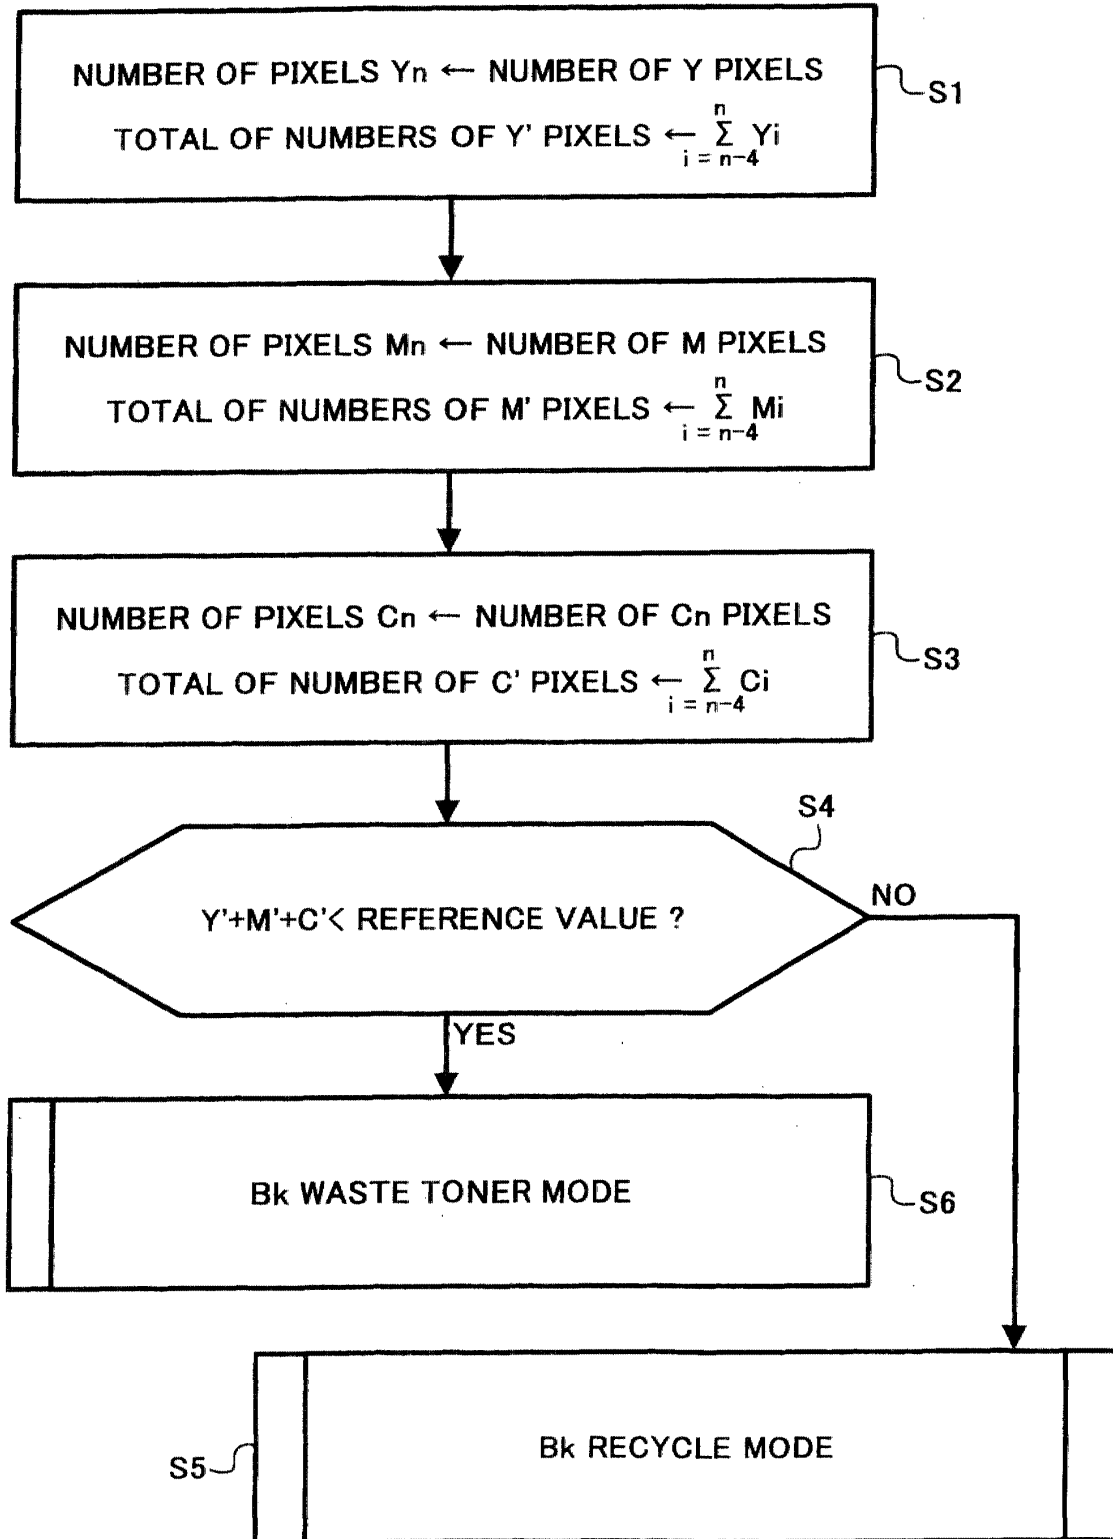 NUMBER OF PIXELS Yn ← NUMBER OF Y PIXELS
TOTAL OF NUMBERS OF Y' PIXELS ← n Σ i = n-4 Yi
S1
NUMBER OF PIXELS Mn ← NUMBER OF M PIXELS
TOTAL OF NUMBERS OF M' PIXELS ← n Σ i = n-4 Mi
S2
NUMBER OF PIXELS Cn ← NUMBER OF Cn PIXELS
TOTAL OF NUMBER OF C' PIXELS ← n Σ i = n-4 Ci
S3
S4
Y'+M'+C'< REFERENCE VALUE ?
NO
YES
Bk WASTE TONER MODE
S6
Bk RECYCLE MODE
S5